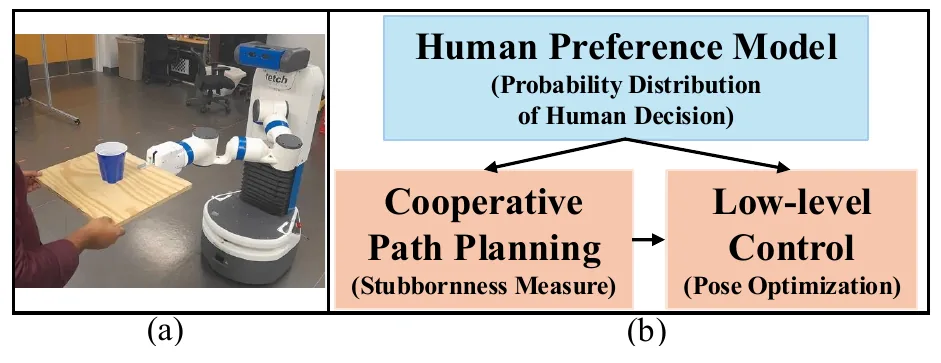 fetch
Human Preference Model
(Probability Distribution
of Human Decision)
Cooperative
Path Planning
(Stubbornness Measure)
Low-level
Control
(Pose Optimization)
(a)
(b)